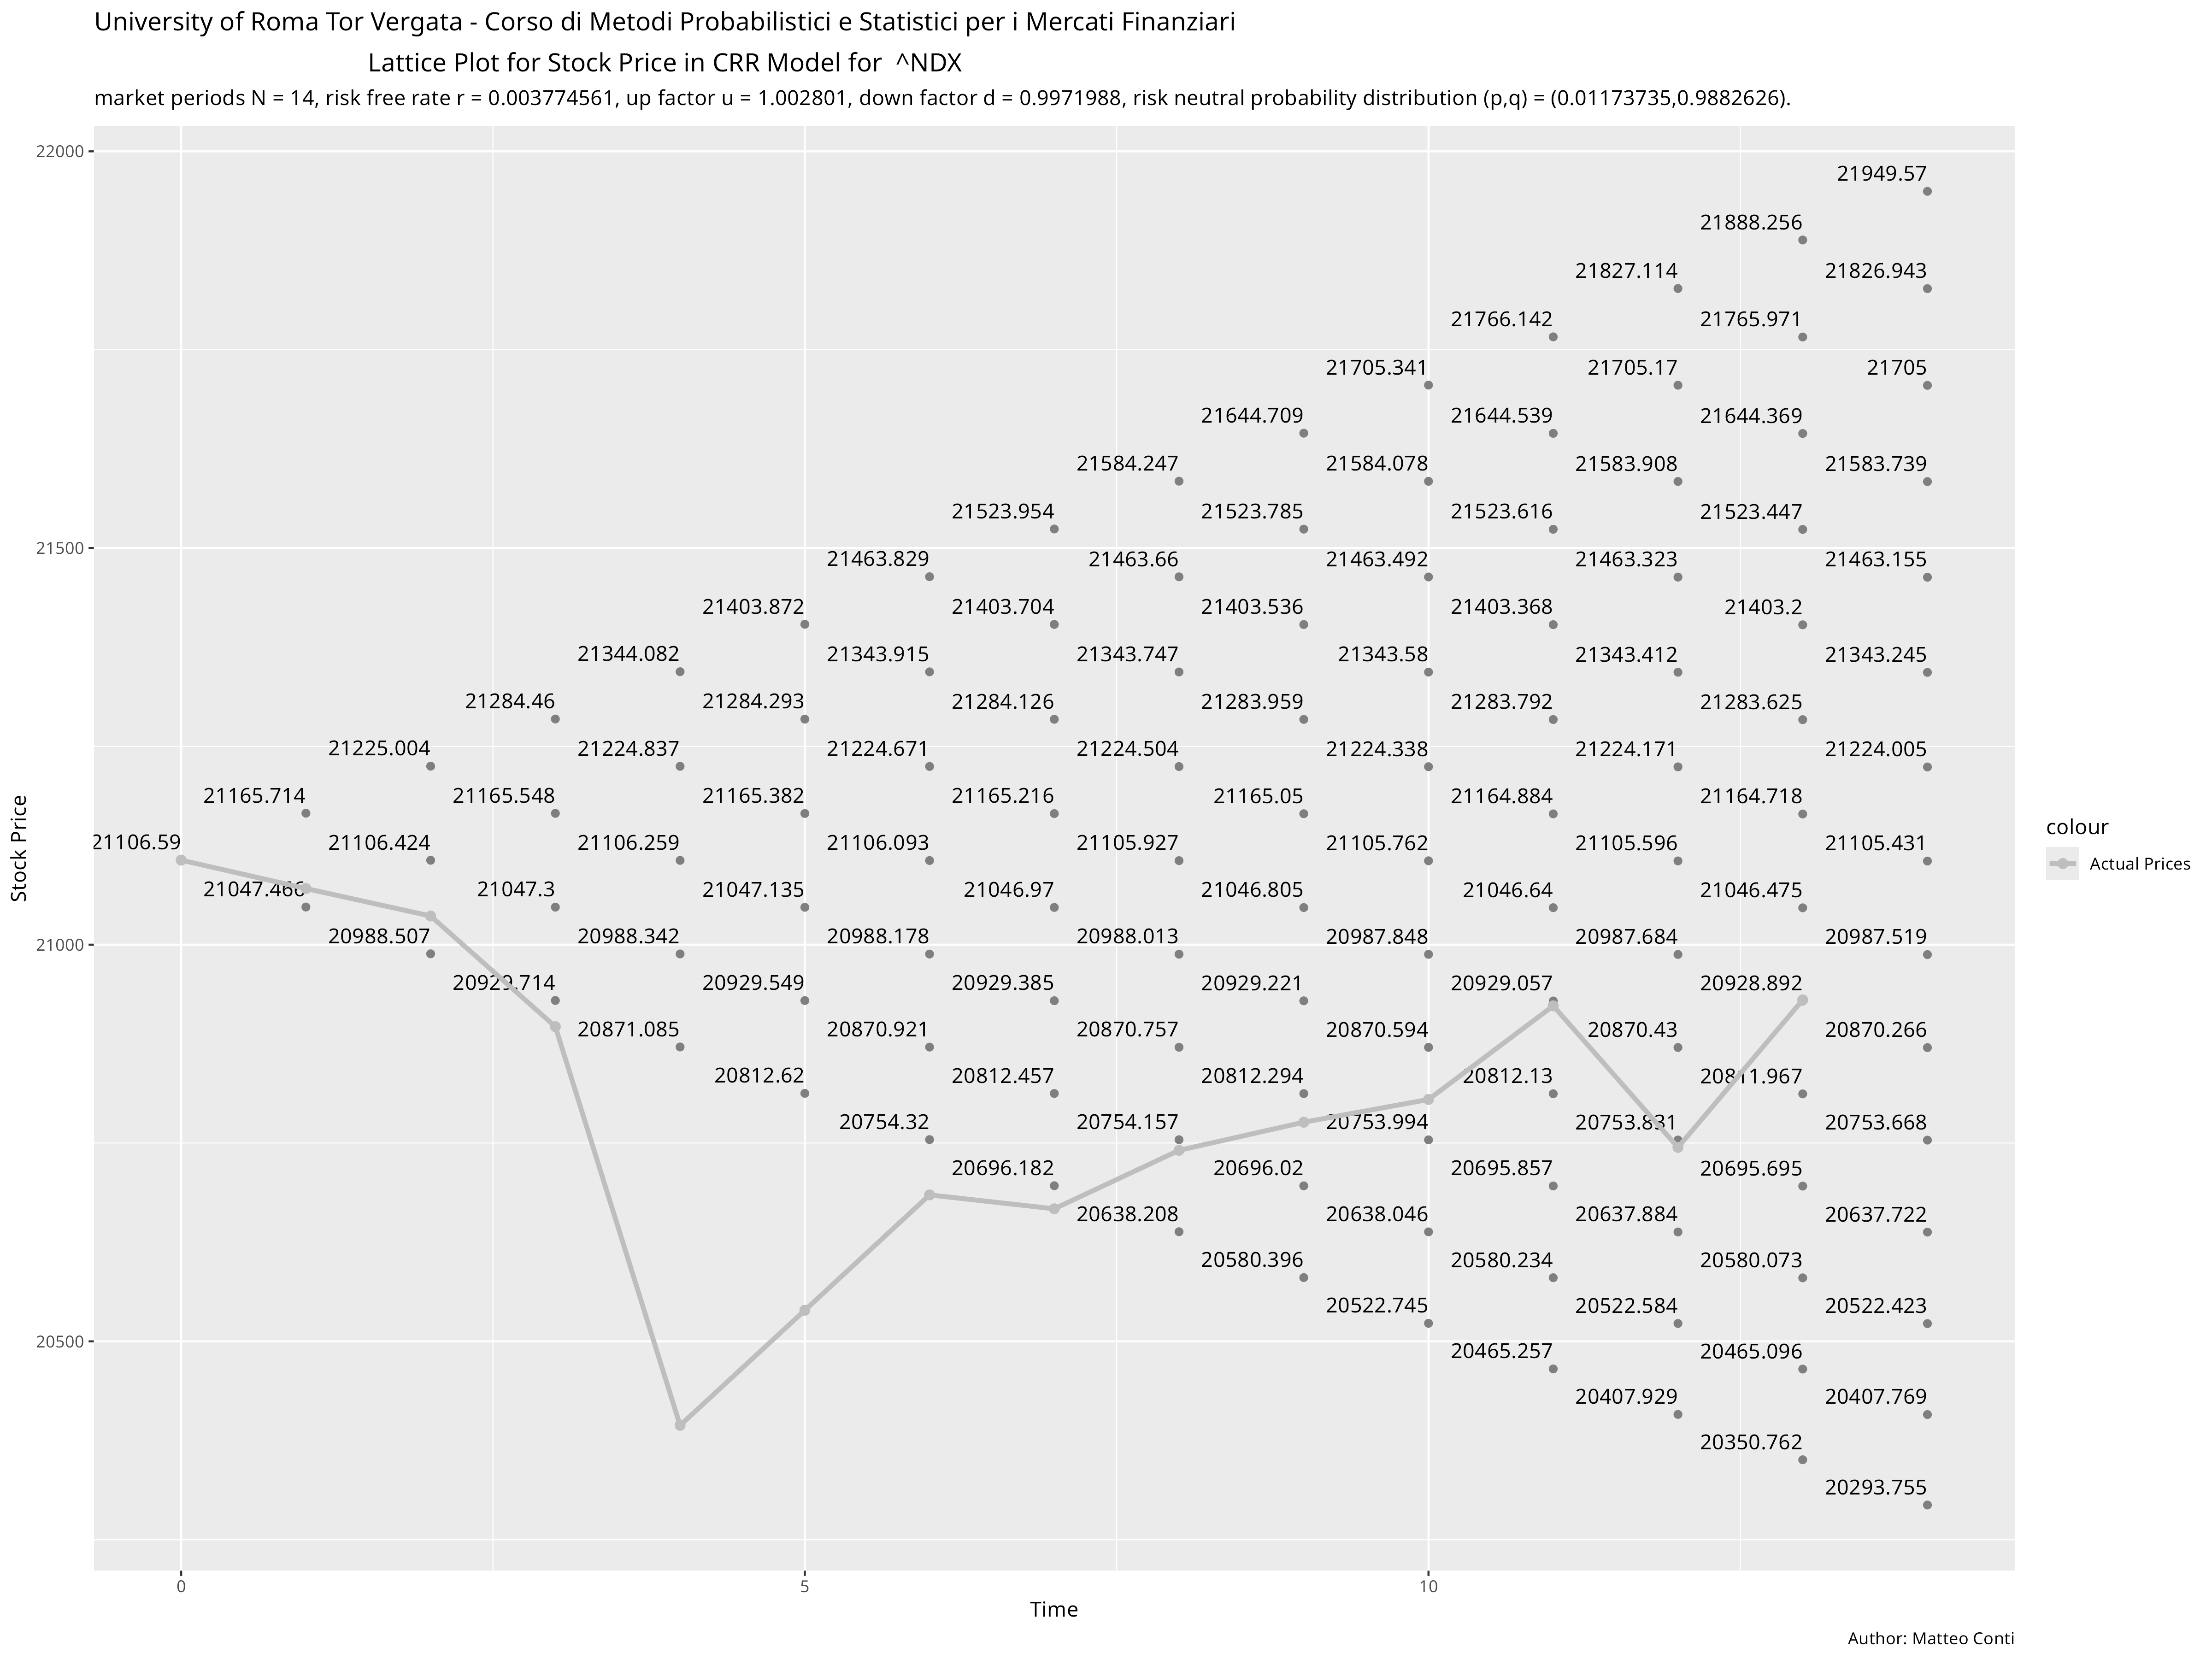 University of Roma Tor Vergata - Corso di Metodi Probabilistici e Statistici per i Mercati Finanziari
Lattice Plot for Stock Price in CRR Model for ^NDX
market periods N = 14, risk free rate r = 0.003774561, up factor u = 1.002801, down factor d = 0.9971988, risk neutral probability distribution (p,q) = (0.01173735,0.9882626).
22000
21949.57
21888.256
21827.114 21826.943
21766.142 21765.971
21705.341 21705.17 21705
21644.709 21644.539 21644.369
21584.247 21584.078 21583.908 21583.739
21523.954 21523.785 21523.616 21523.447
21500
21463.829 21463.66 21463.492 21463.323 21463.155
21403.872 21403.704 21403.536 21403.368 21403.2
21344.082 21343.915 21343.747 21343.58 21343.412 21343.245
21284.46 21284.293 21284.126 21283.959 21283.792 21283.625
21225.004 21224.837 21224.671 21224.504 21224.338 21224.171 21224.005
21165.714 21165.548 21165.382 21165.216 21165.05 21164.884 21164.718
21106.59 21106.424 21106.259 21106.093 21105.927 21105.762 21105.596 21105.431
21047.466 21047.3 21047.135 21046.97 21046.805 21046.64 21046.475
21000
20988.507 20988.342 20988.178 20988.013 20987.848 20987.684 20987.519
20929.714 20929.549 20929.385 20929.221 20929.057 20928.892
20871.085 20870.921 20870.757 20870.594 20870.43 20870.266
20812.62 20812.457 20812.294 20812.13 20811.967
20754.32 20754.157 20753.994 20753.831 20753.668
20696.182 20696.02 20695.857 20695.695
20638.208 20638.046 20637.884 20637.722
20580.396 20580.234 20580.073
20522.745 20522.584 20522.423
20500
20465.257 20465.096
20407.929 20407.769
20350.762
20293.755
0 5 10
Time
Stock Price
colour
Actual Prices
Author: Matteo Conti